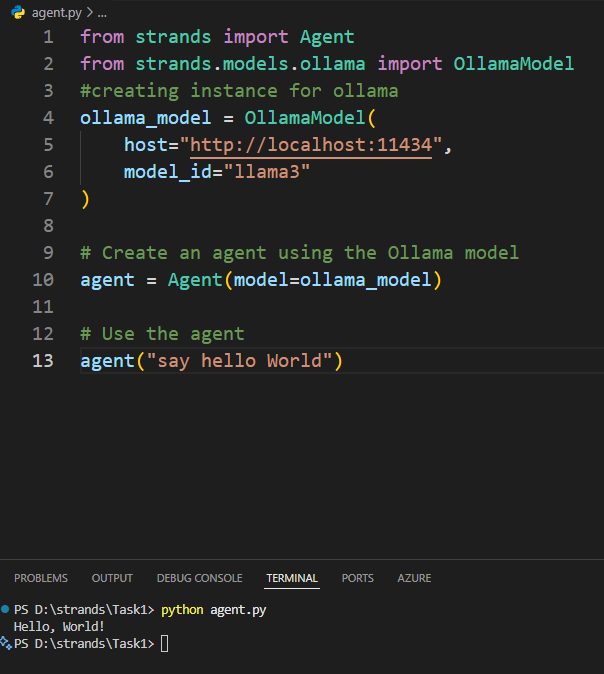 agent.py > ...
1 from strands import Agent
2 from strands.models.ollama import OllamaModel
3 #creating instance for ollama
4 ollama_model = OllamaModel(
5     host="http://localhost:11434",
6     model_id="llama3"
7 )
8
9 # Create an agent using the Ollama model
10 agent = Agent(model=ollama_model)
11
12 # Use the agent
13 agent("say hello World")
PROBLEMS OUTPUT DEBUG CONSOLE TERMINAL PORTS AZURE
PS D:\strands\Task1> python agent.py
Hello, World!
PS D:\strands\Task1>